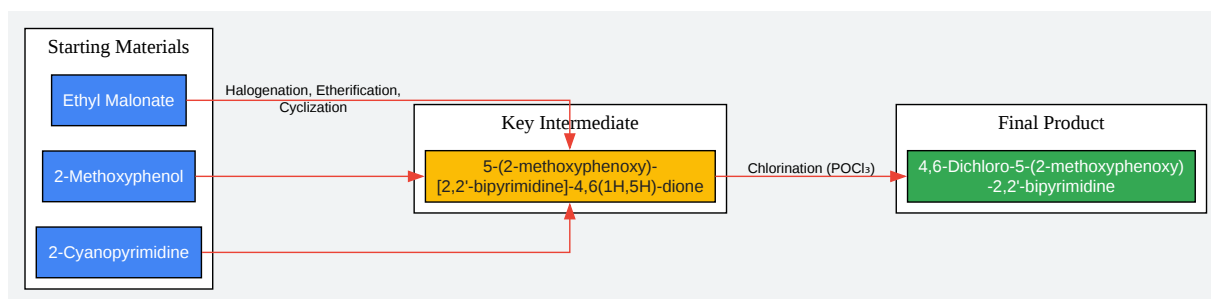 Starting Materials
Ethyl Malonate
2-Methoxyphenol
2-Cyanopyrimidine
Halogenation, Etherification,
Cyclization
Key Intermediate
5-(2-methoxyphenoxy)-
[2,2'-bipyrimidine]-4,6(1H,5H)-dione
Chlorination (POCl₃)
Final Product
4,6-Dichloro-5-(2-methoxyphenoxy)
-2,2'-bipyrimidine